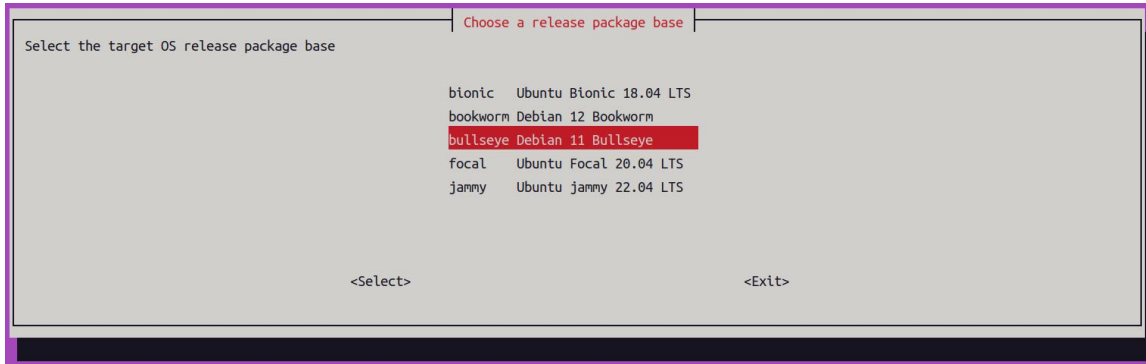 Choose a release package base
Select the target OS release package base
bionic Ubuntu Bionic 18.04 LTS
bookworm Debian 12 Bookworm
bullseye Debian 11 Bullseye
focal Ubuntu Focal 20.04 LTS
jammy Ubuntu jammy 22.04 LTS
<Select> <Exit>